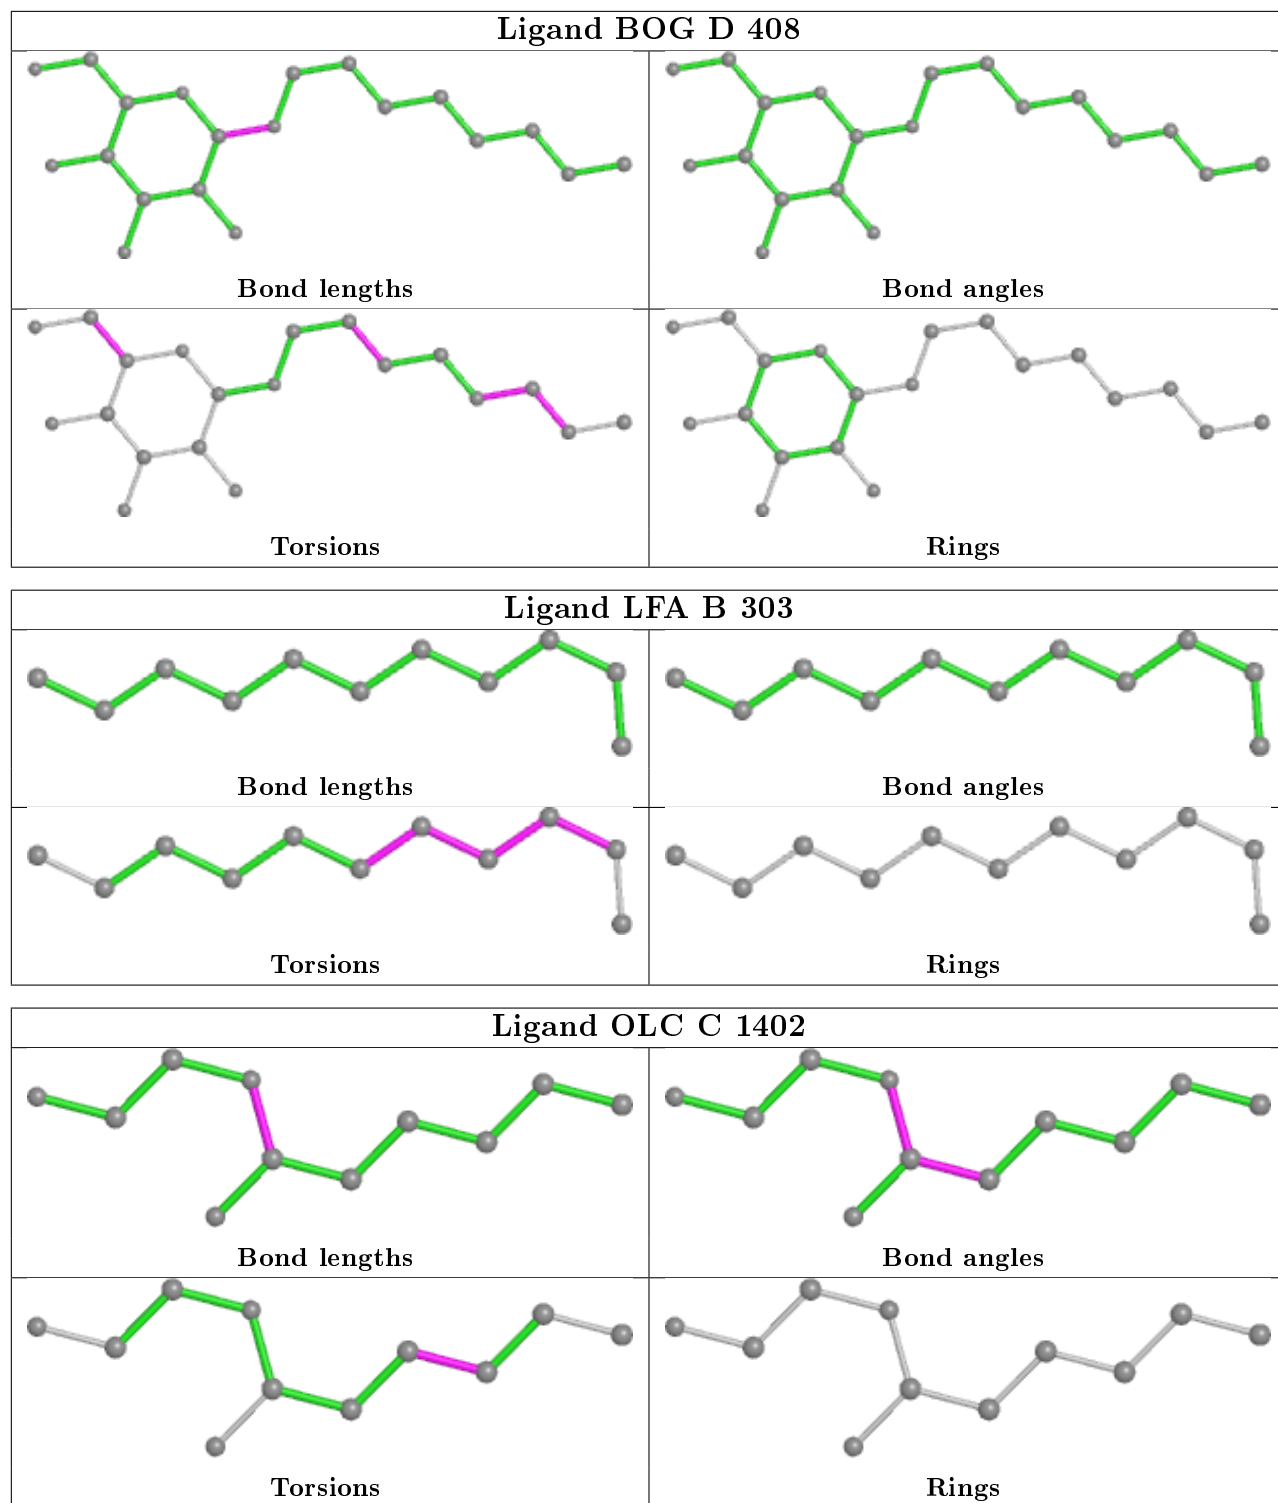 Ligand BOG D 408
Bond lengths
Bond angles
Torsions
Rings
Ligand LFA B 303
Bond lengths
Bond angles
Torsions
Rings
Ligand OLC C 1402
Bond lengths
Bond angles
Torsions
Rings